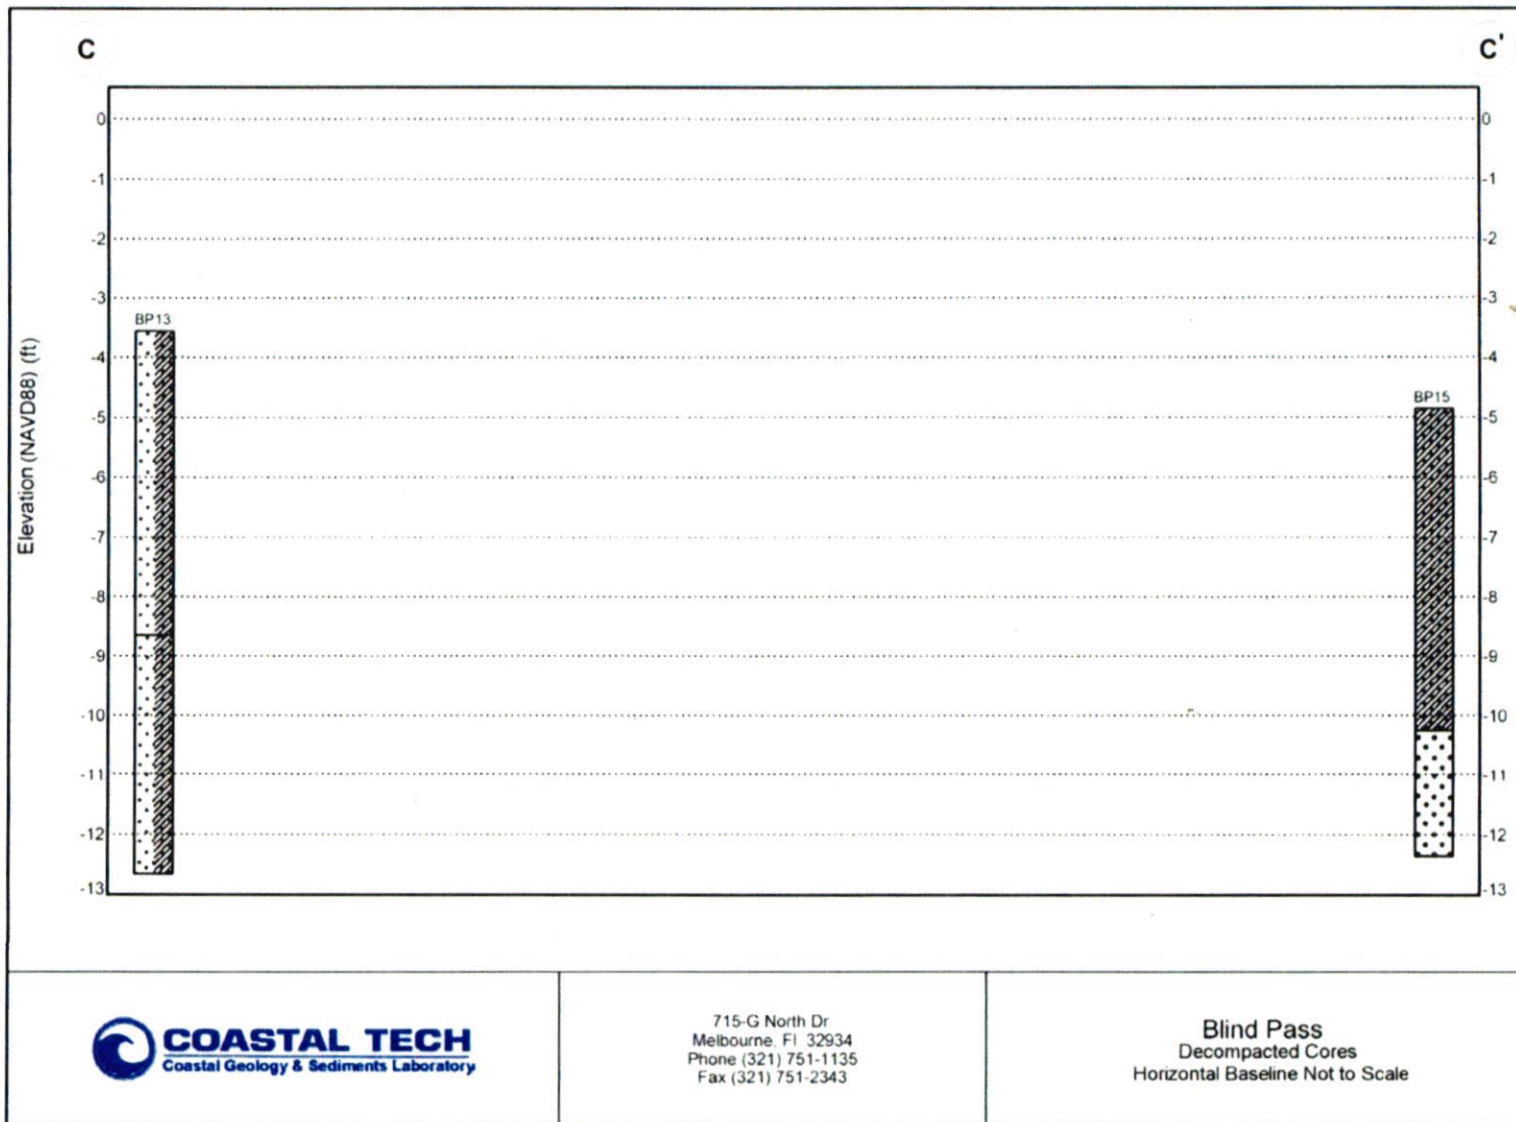 C
C'
0
-1
-2
-3
-4
-5
-6
-7
-8
-9
-10
-11
-12
-13
Elevation (NAVD88) (ft)
BP13
BP15
0
-1
-2
-3
-4
-5
-6
-7
-8
-9
-10
-11
-12
-13
COASTAL TECH
Coastal Geology & Sediments Laboratory
715-G North Dr
Melbourne, Fl 32934
Phone (321) 751-1135
Fax (321) 751-2343
Blind Pass
Decompacted Cores
Horizontal Baseline Not to Scale